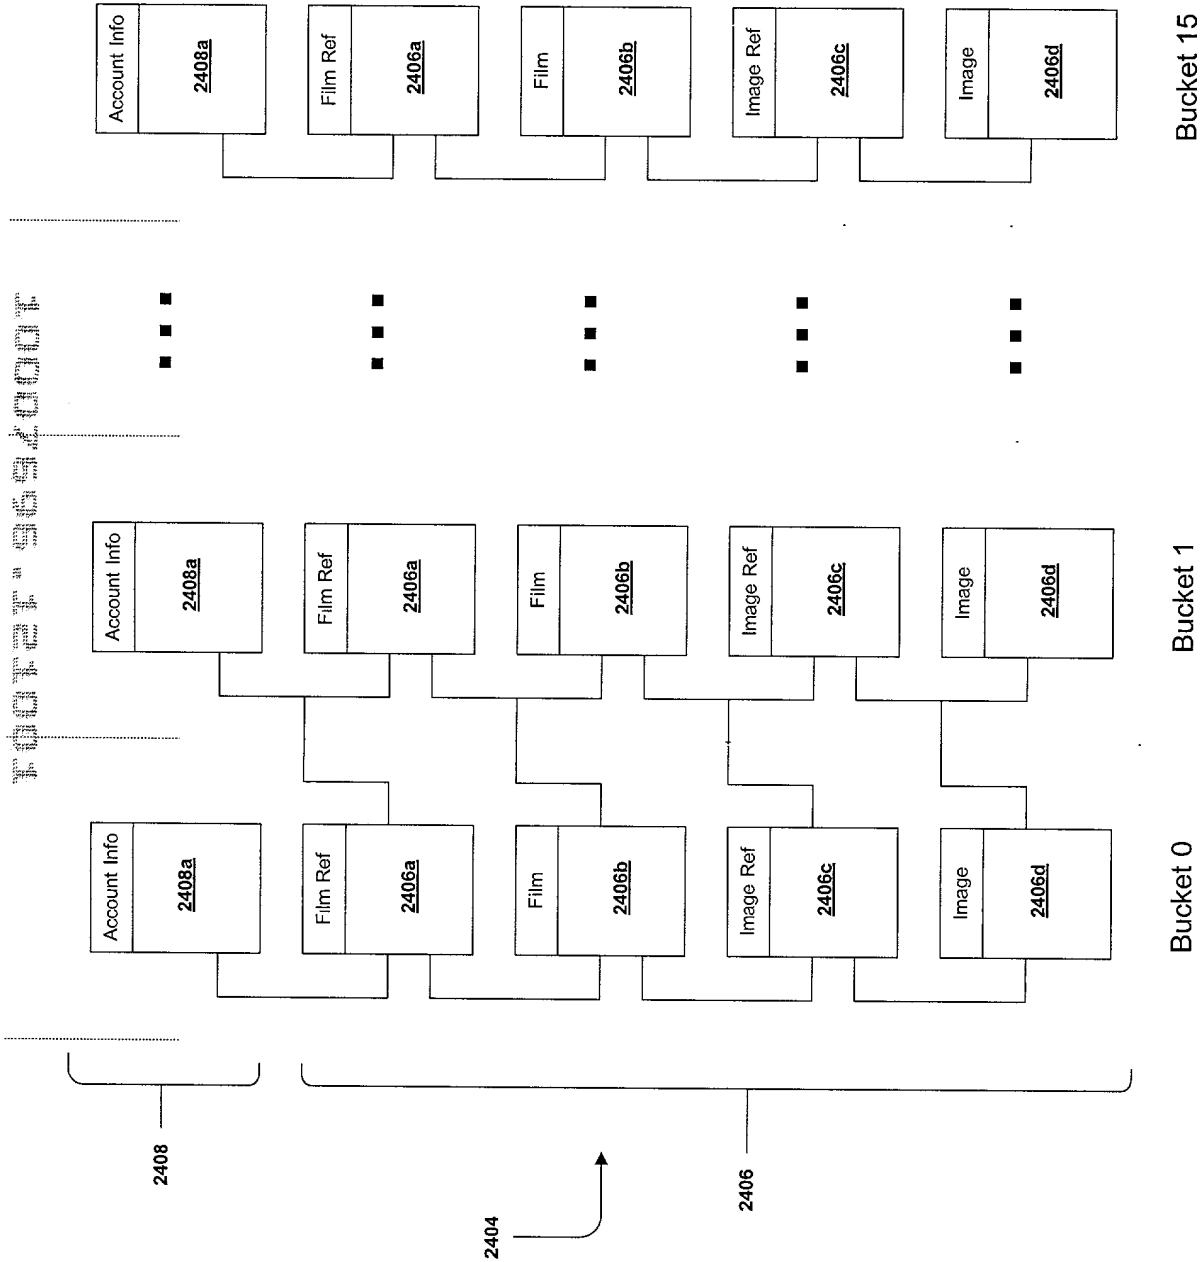 Account Info Account Info Account Info
2408
2408a 2408a 2408a
Film Ref Film Ref Film Ref
2406a 2406a 2406a
2404
Film Film Film
2406b 2406b 2406b
Image Ref Image Ref Image Ref
2406
2406c 2406c 2406c
Image Image Image
2406d 2406d 2406d
Bucket 0 Bucket 1 Bucket 15